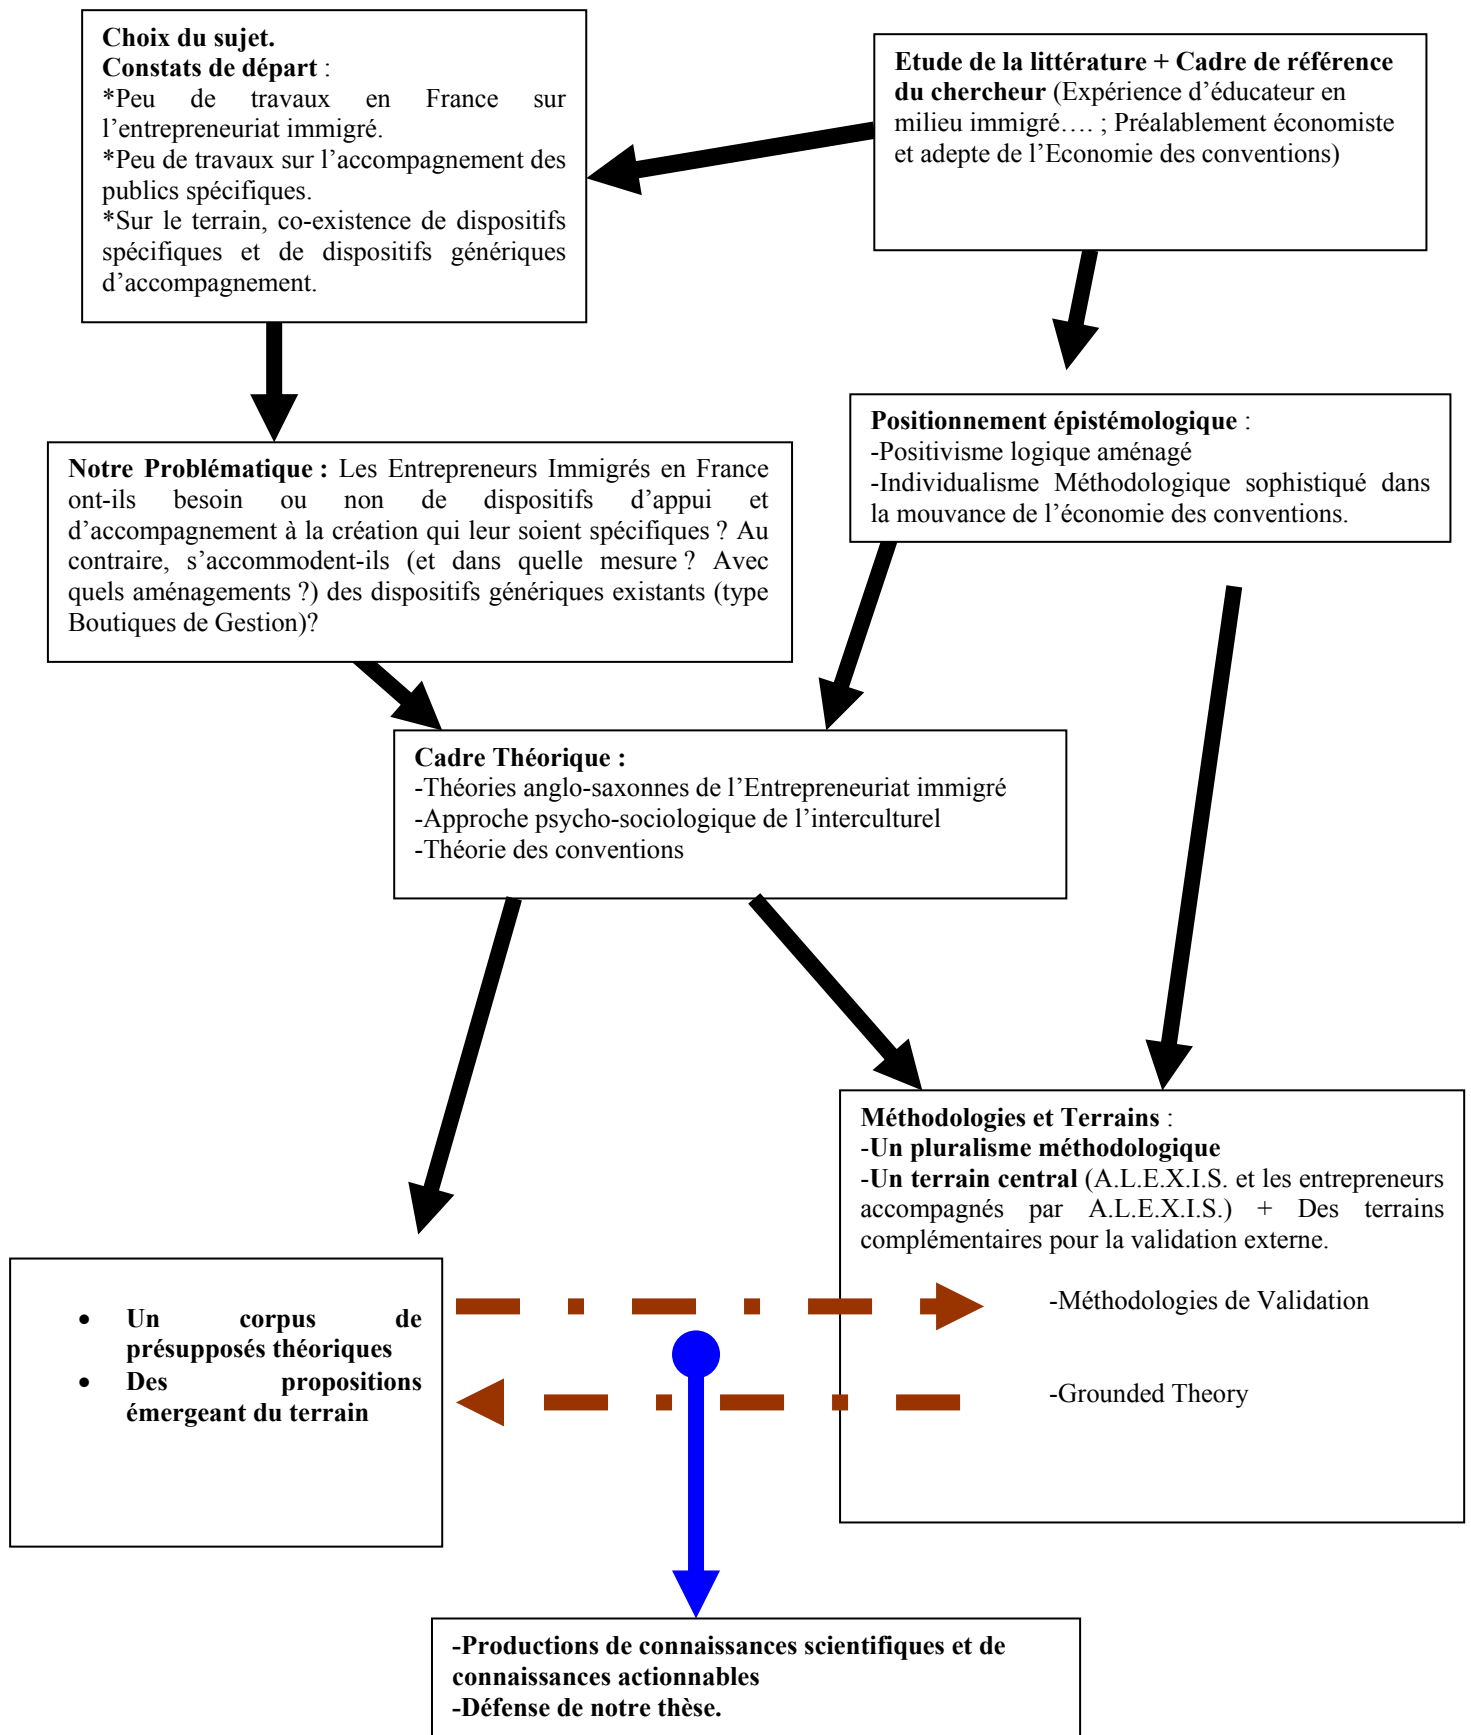 Choix du sujet.
Constats de départ :
*Peu de travaux en France sur
l’entrepreneuriat immigré.
*Peu de travaux sur l’accompagnement des
publics spécifiques.
*Sur le terrain, co-existence de dispositifs
spécifiques et de dispositifs génériques
d’accompagnement.
Etude de la littérature + Cadre de référence
du chercheur (Expérience d’éducateur en
milieu immigré…. ; Préalablement économiste
et adepte de l’Economie des conventions)
Notre Problématique : Les Entrepreneurs Immigrés en France
ont-ils besoin ou non de dispositifs d’appui et
d’accompagnement à la création qui leur soient spécifiques ? Au
contraire, s’accommodent-ils (et dans quelle mesure ? Avec
quels aménagements ?) des dispositifs génériques existants (type
Boutiques de Gestion)?
Positionnement épistémologique :
-Positivisme logique aménagé
-Individualisme Méthodologique sophistiqué dans
la mouvance de l’économie des conventions.
Cadre Théorique :
-Théories anglo-saxonnes de l’Entrepreneuriat immigré
-Approche psycho-sociologique de l’interculturel
-Théorie des conventions
Méthodologies et Terrains :
-Un pluralisme méthodologique
-Un terrain central (A.L.E.X.I.S. et les entrepreneurs
accompagnés par A.L.E.X.I.S.) + Des terrains
complémentaires pour la validation externe.
-Méthodologies de Validation
-Grounded Theory
• Un corpus de
présupposés théoriques
• Des propositions
émergeant du terrain
-Productions de connaissances scientifiques et de
connaissances actionnables
-Défense de notre thèse.